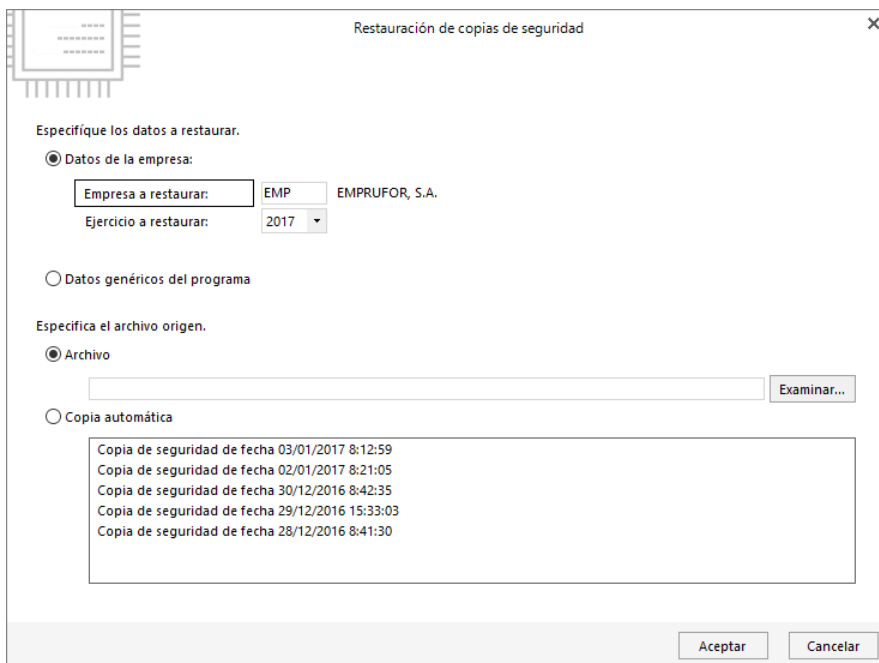 Restauración de copias de seguridad
Especifíque los datos a restaurar.
Datos de la empresa:
Empresa a restaurar: EMP EMPRUFOR, S.A.
Ejercicio a restaurar: 2017
Datos genéricos del programa
Especifica el archivo origen.
Archivo
Examinar...
Copia automática
Copia de seguridad de fecha 03/01/2017 8:12:59
Copia de seguridad de fecha 02/01/2017 8:21:05
Copia de seguridad de fecha 30/12/2016 8:42:35
Copia de seguridad de fecha 29/12/2016 15:33:03
Copia de seguridad de fecha 28/12/2016 8:41:30
Aceptar Cancelar